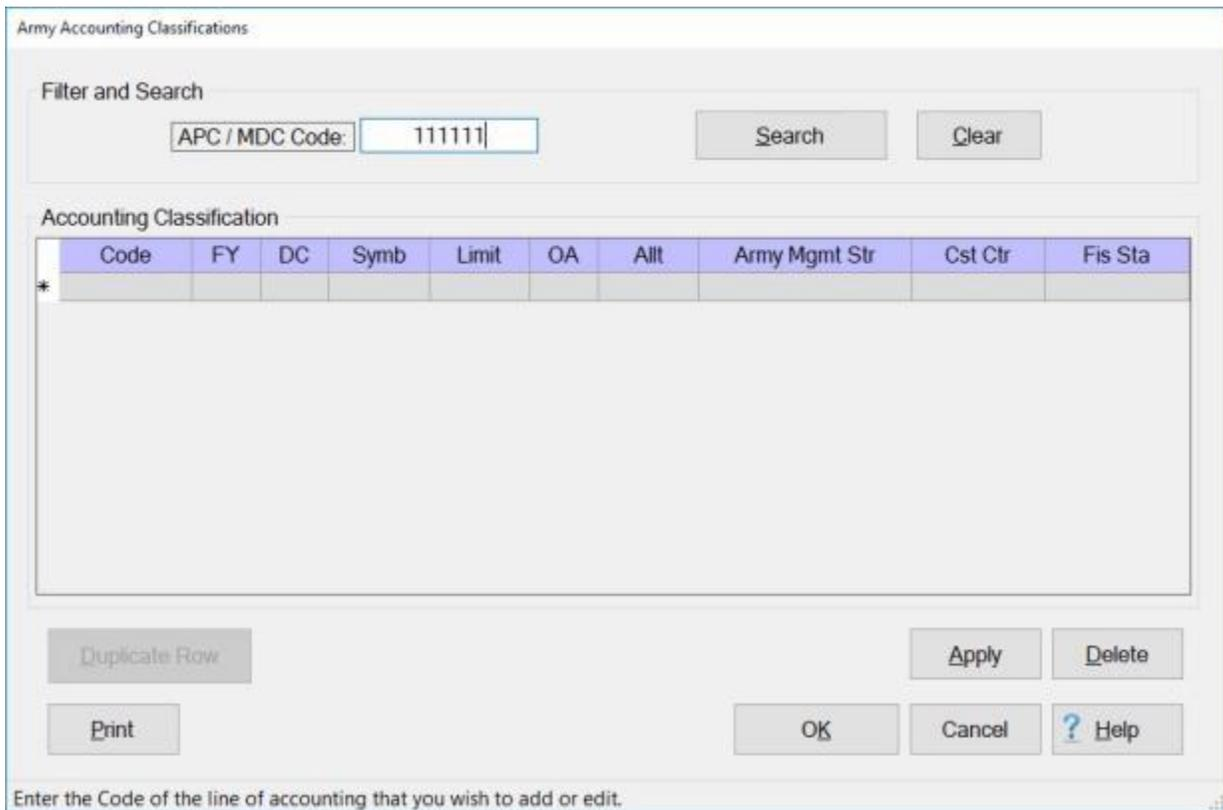 Army Accounting Classifications
Filter and Search
APC / MDC Code: 111111 Search Clear
Accounting Classification
Code FY DC Symb Limit OA Allt Army Mgmt Str Cst Ctr Fis Sta
*
Duplicate Row Apply Delete
Print OK Cancel ? Help
Enter the Code of the line of accounting that you wish to add or edit.